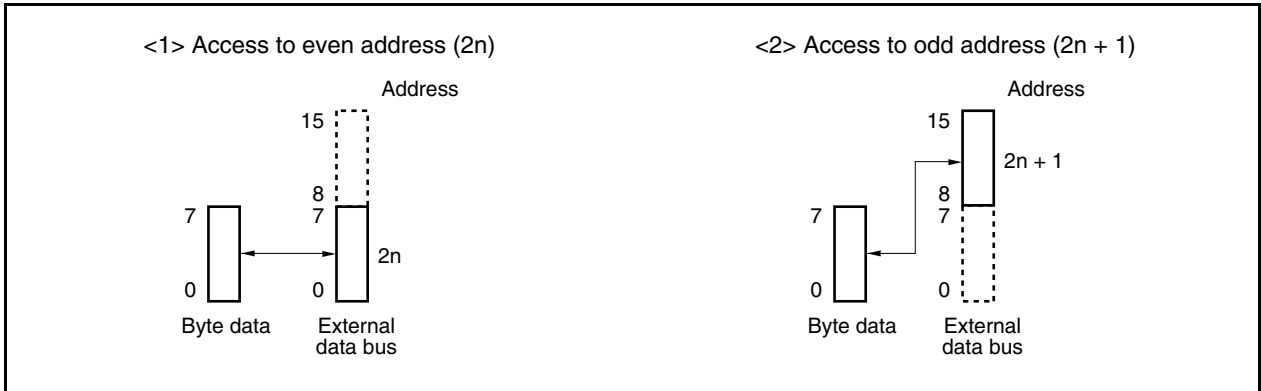 <1> Access to even address (2n)
Address
15
8
7
7
2n
0
0
Byte data
External
data bus
<2> Access to odd address (2n + 1)
Address
15
2n + 1
8
7
7
0
0
Byte data
External
data bus